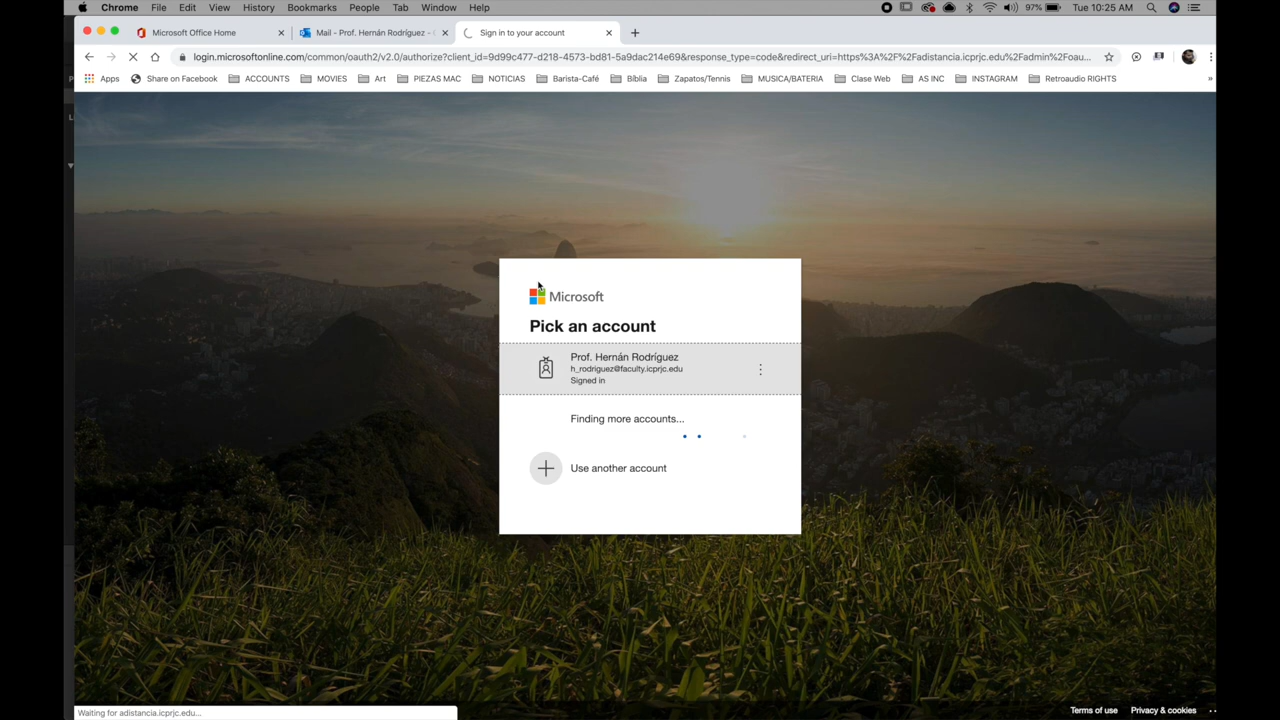 Chrome File Edit View History Bookmarks People Tab Window Help 97% Tue 10:25 AM
Microsoft Office Home Mail – Prof. Hernán Rodríguez – Sign in to your account
login.microsoftonline.com/common/oauth2/v2.0/authorize?client_id=9d99c477-d218-4573-bd81-5a9dac214e69&response_type=code&redirect_uri=https%3A%2F%2Fadistancia.icprjc.edu%2Fadmin%2Foau...
Apps Share on Facebook ACCOUNTS MOVIES Art PIEZAS MAC NOTICIAS Barista-Café Bíblia Zapatos/Tennis MUSICA/BATERIA Clase Web AS INC INSTAGRAM Retroaudio RIGHTS »
Microsoft
Pick an account
Prof. Hernán Rodríguez
h_rodriguez@faculty.icprjc.edu
Signed in
Finding more accounts...
Use another account
Waiting for adistancia.icprjc.edu...
Terms of use Privacy & cookies